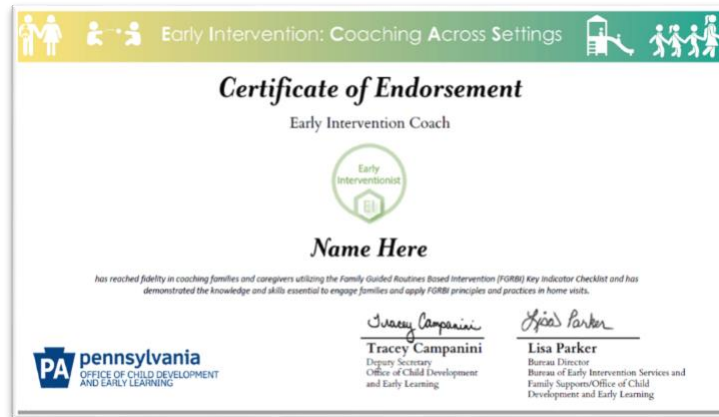 Early Intervention: Coaching Across Settings
Certificate of Endorsement
Early Intervention Coach
Early
Interventionist
EI
Name Here
has reached fidelity in coaching families and caregivers utilizing the Family Guided Routines Based Intervention (FGRBI) Key Indicator Checklist and has
demonstrated the knowledge and skills essential to engage families and apply FGRBI principles and practices in home visits.
Tracey Campanini
Tracey Campanini
Deputy Secretary
Office of Child Development
and Early Learning
Lisa Parker
Lisa Parker
Bureau Director
Bureau of Early Intervention Services and
Family Supports/Office of Child
Development and Early Learning
PA
pennsylvania
OFFICE OF CHILD DEVELOPMENT
AND EARLY LEARNING